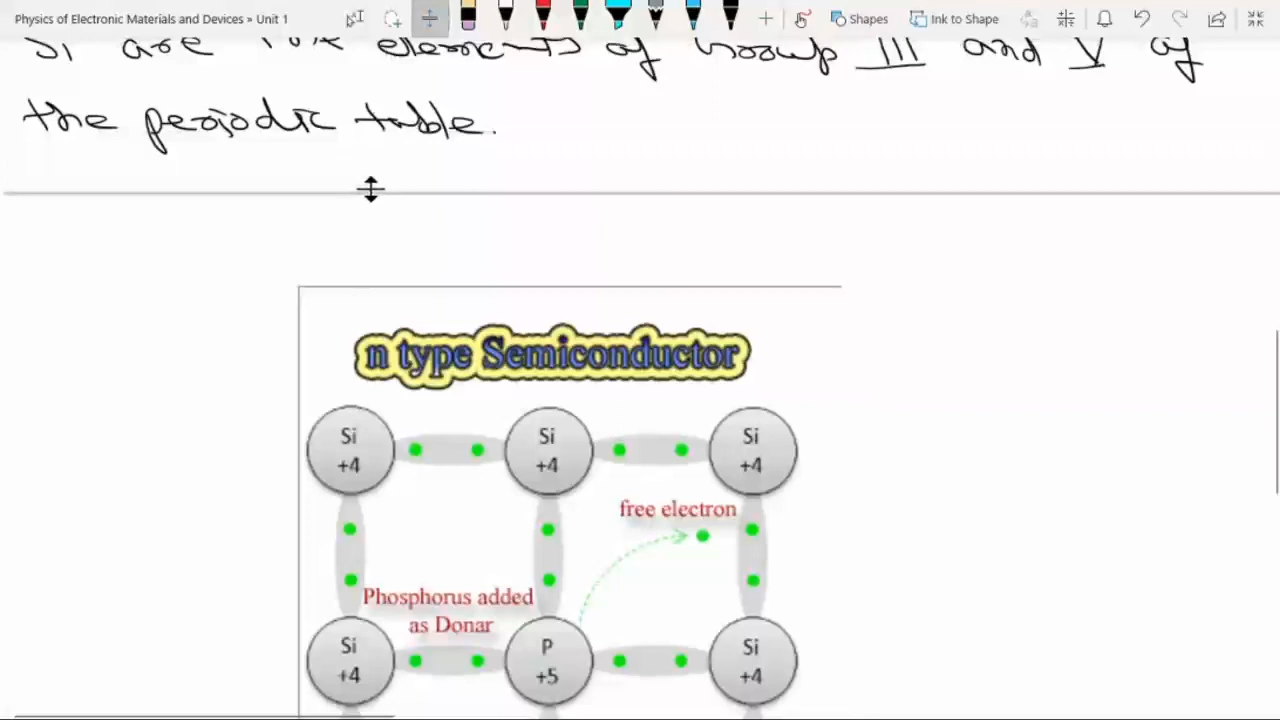 Physics of Electronic Materials and Devices » Unit 1
Shapes
Ink to Shape
Si are the elements of Group III and V of
the periodic table.
n type Semiconductor
Si
+4
Si
+4
Si
+4
free electron
Phosphorus added
as Donar
Si
+4
P
+5
Si
+4